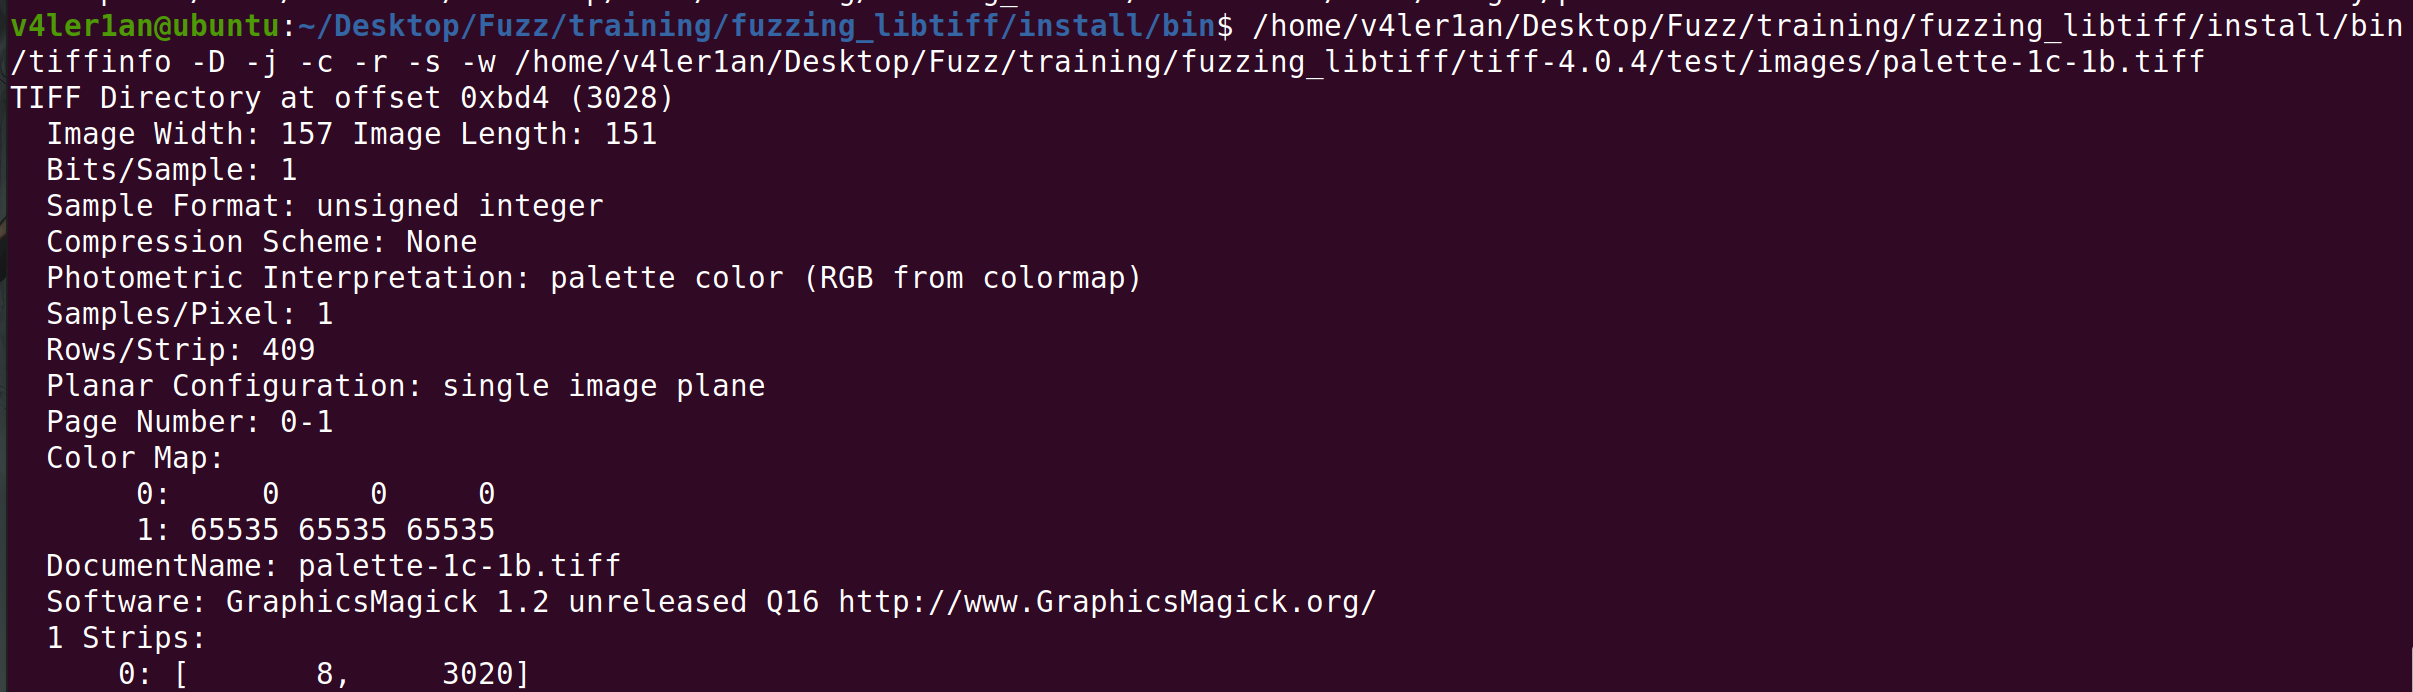 v4ler1an@ubuntu:~/Desktop/Fuzz/training/fuzzing_libtiff/install/bin$ /home/v4ler1an/Desktop/Fuzz/training/fuzzing_libtiff/install/bin
/tiffinfo -D -j -c -r -s -w /home/v4ler1an/Desktop/Fuzz/training/fuzzing_libtiff/tiff-4.0.4/test/images/palette-1c-1b.tiff
TIFF Directory at offset 0xbd4 (3028)
  Image Width: 157 Image Length: 151
  Bits/Sample: 1
  Sample Format: unsigned integer
  Compression Scheme: None
  Photometric Interpretation: palette color (RGB from colormap)
  Samples/Pixel: 1
  Rows/Strip: 409
  Planar Configuration: single image plane
  Page Number: 0-1
  Color Map:
       0:     0     0     0
       1: 65535 65535 65535
  DocumentName: palette-1c-1b.tiff
  Software: GraphicsMagick 1.2 unreleased Q16 http://www.GraphicsMagick.org/
  1 Strips:
      0: [       8,     3020]